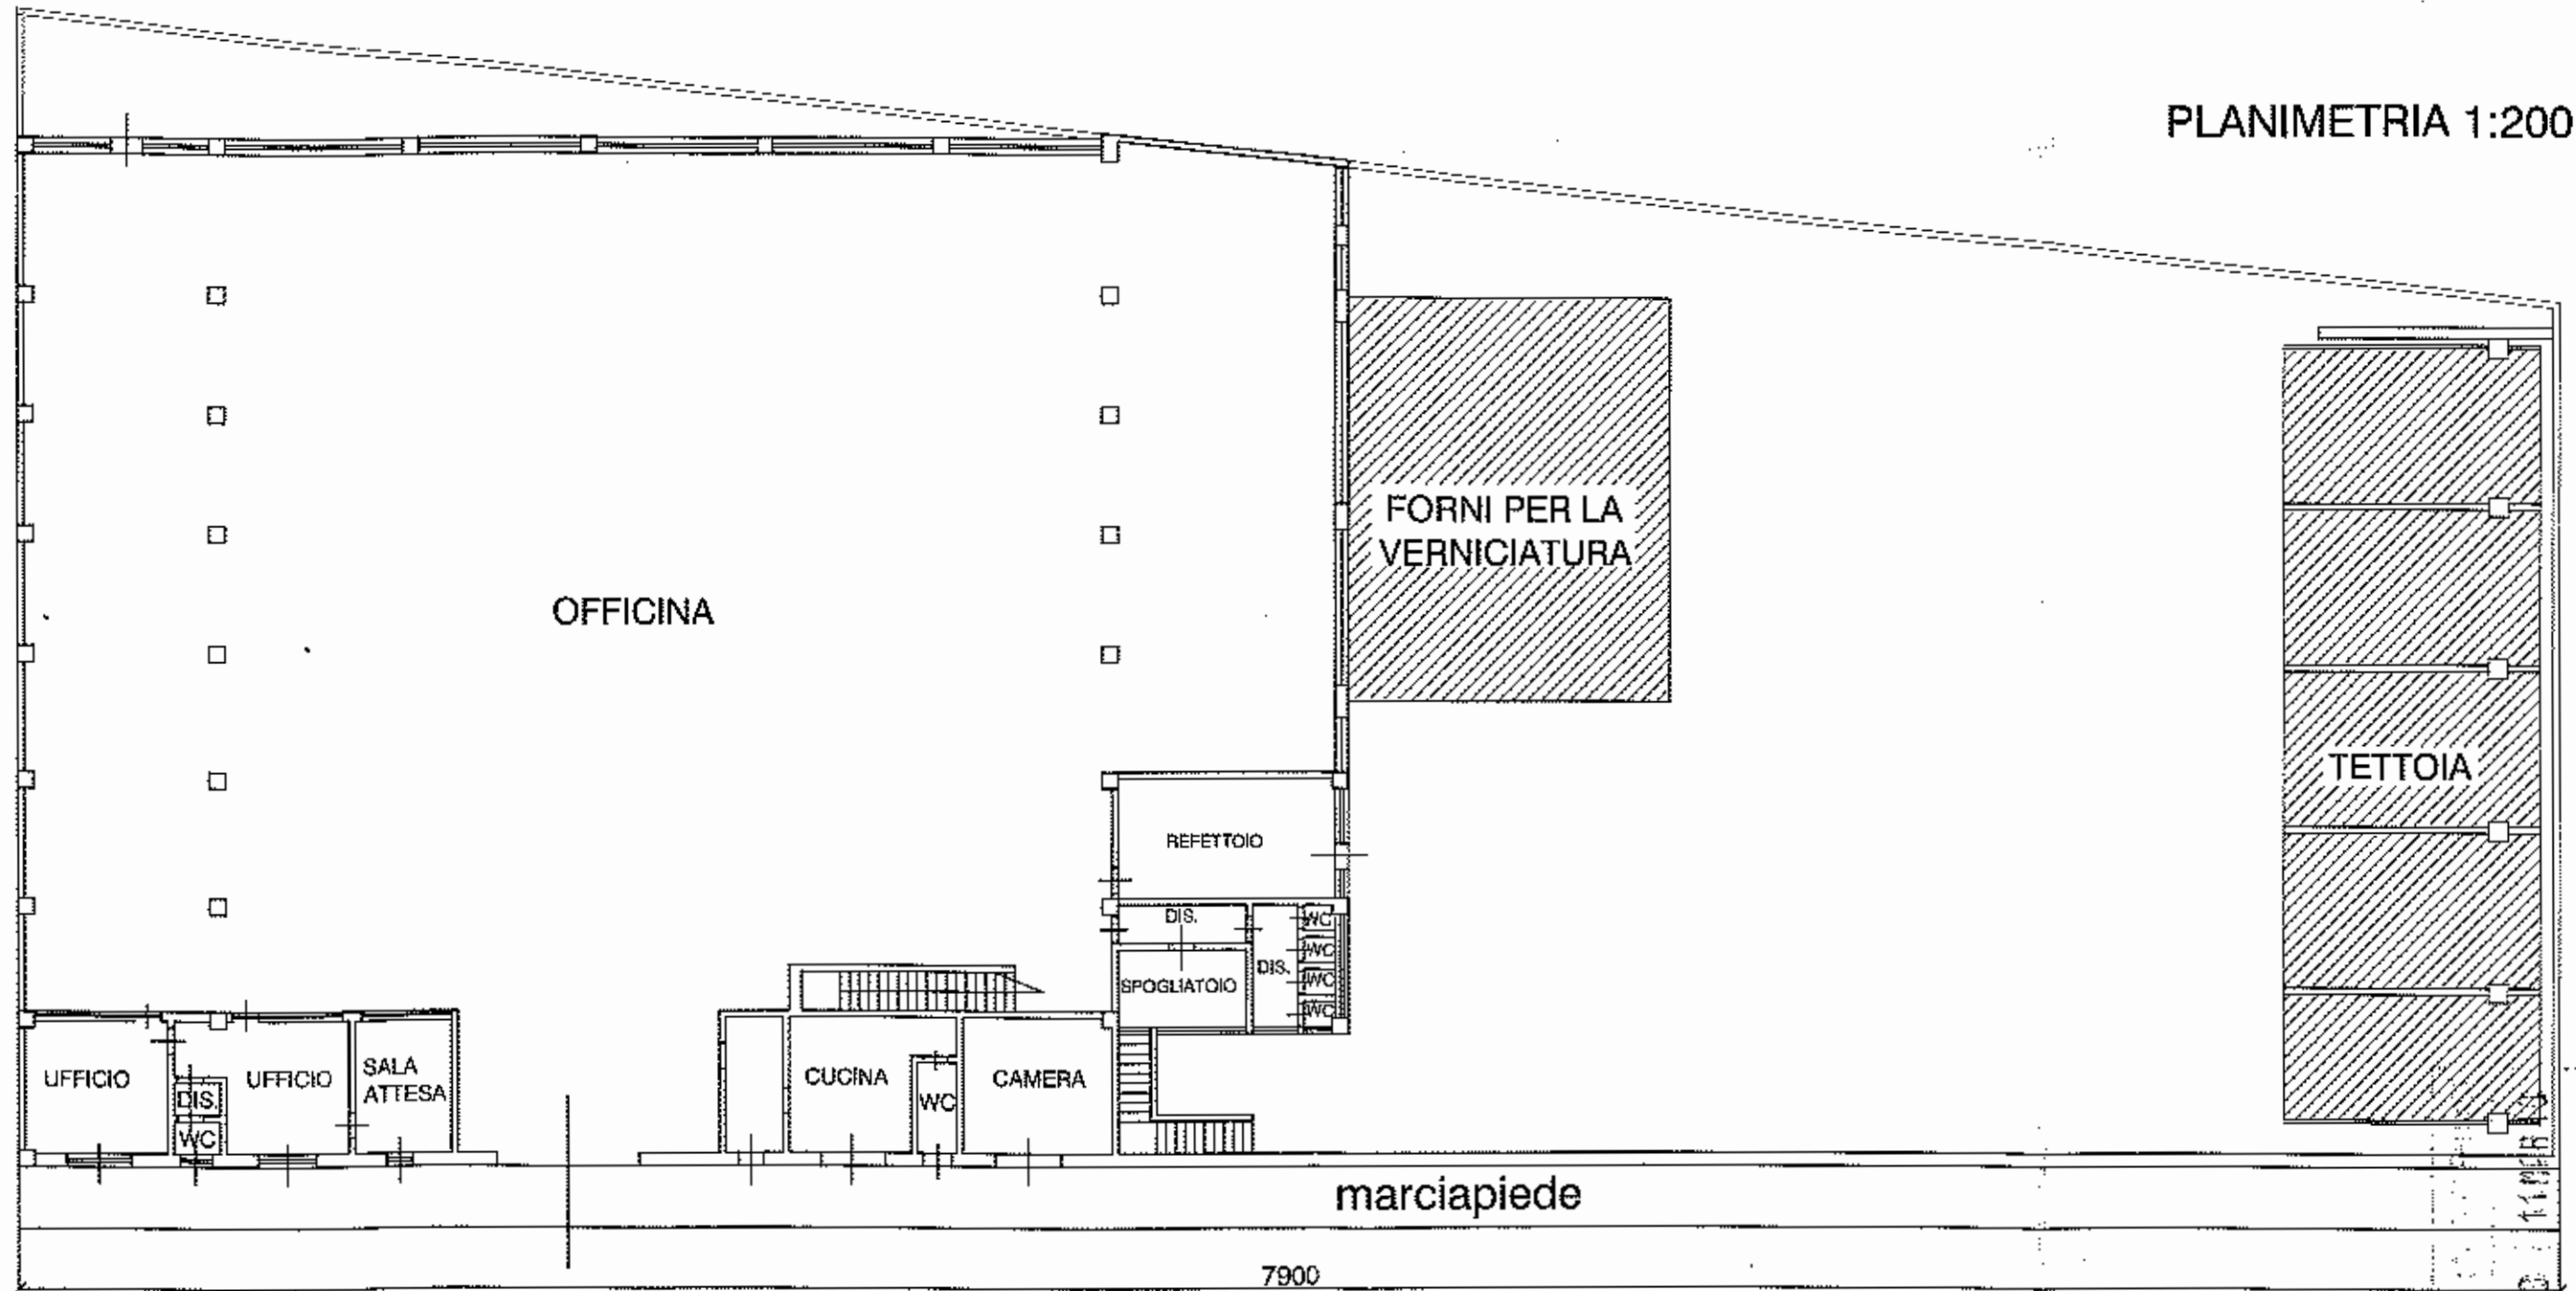 PLANIMETRIA 1:200
FORNI PER LA
VERNICIATURA
OFFICINA
TETTOIA
REFETTOIO
DIS.
WC
WC
DIS.
WC
SPOGLIATOIO
WC
UFFICIO
UFFICIO
SALA
ATTESA
CUCINA
CAMERA
DIS.
WC
WC
marciapiede
7900